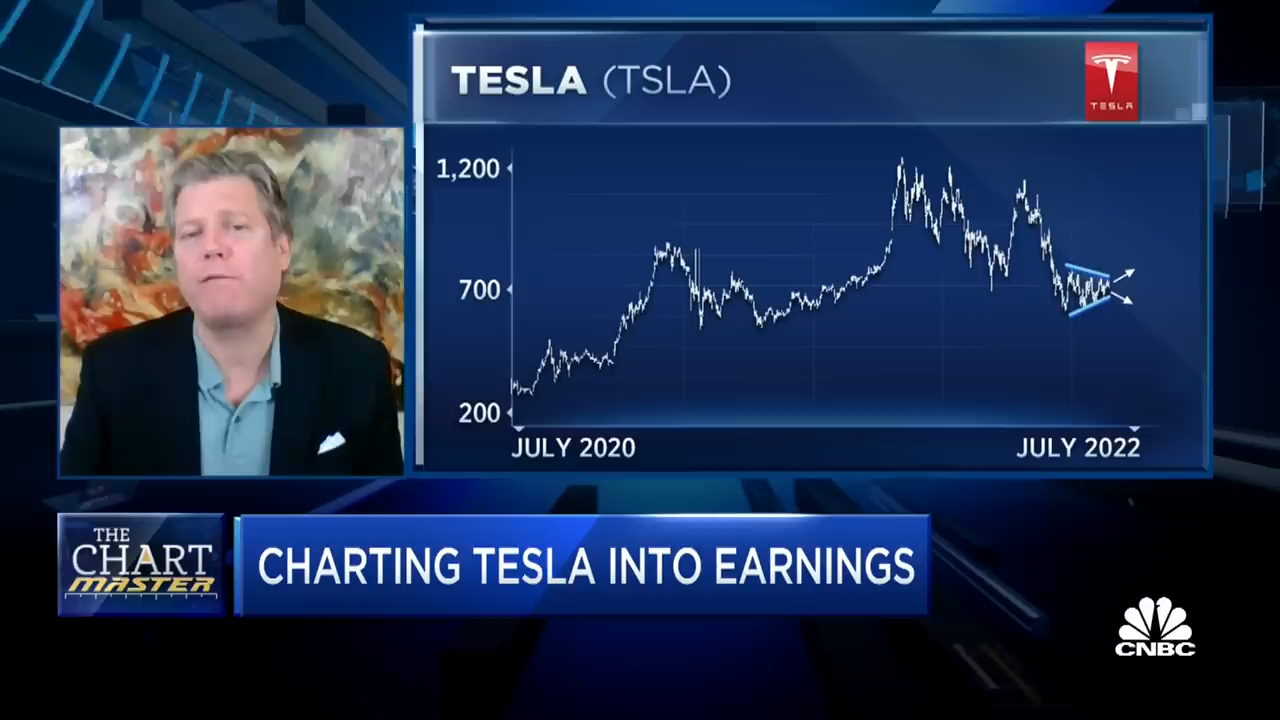 TESLA (TSLA)
TESLA
1,200
700
200
JULY 2020
JULY 2022
THE
CHART
MASTER
CHARTING TESLA INTO EARNINGS
CNBC